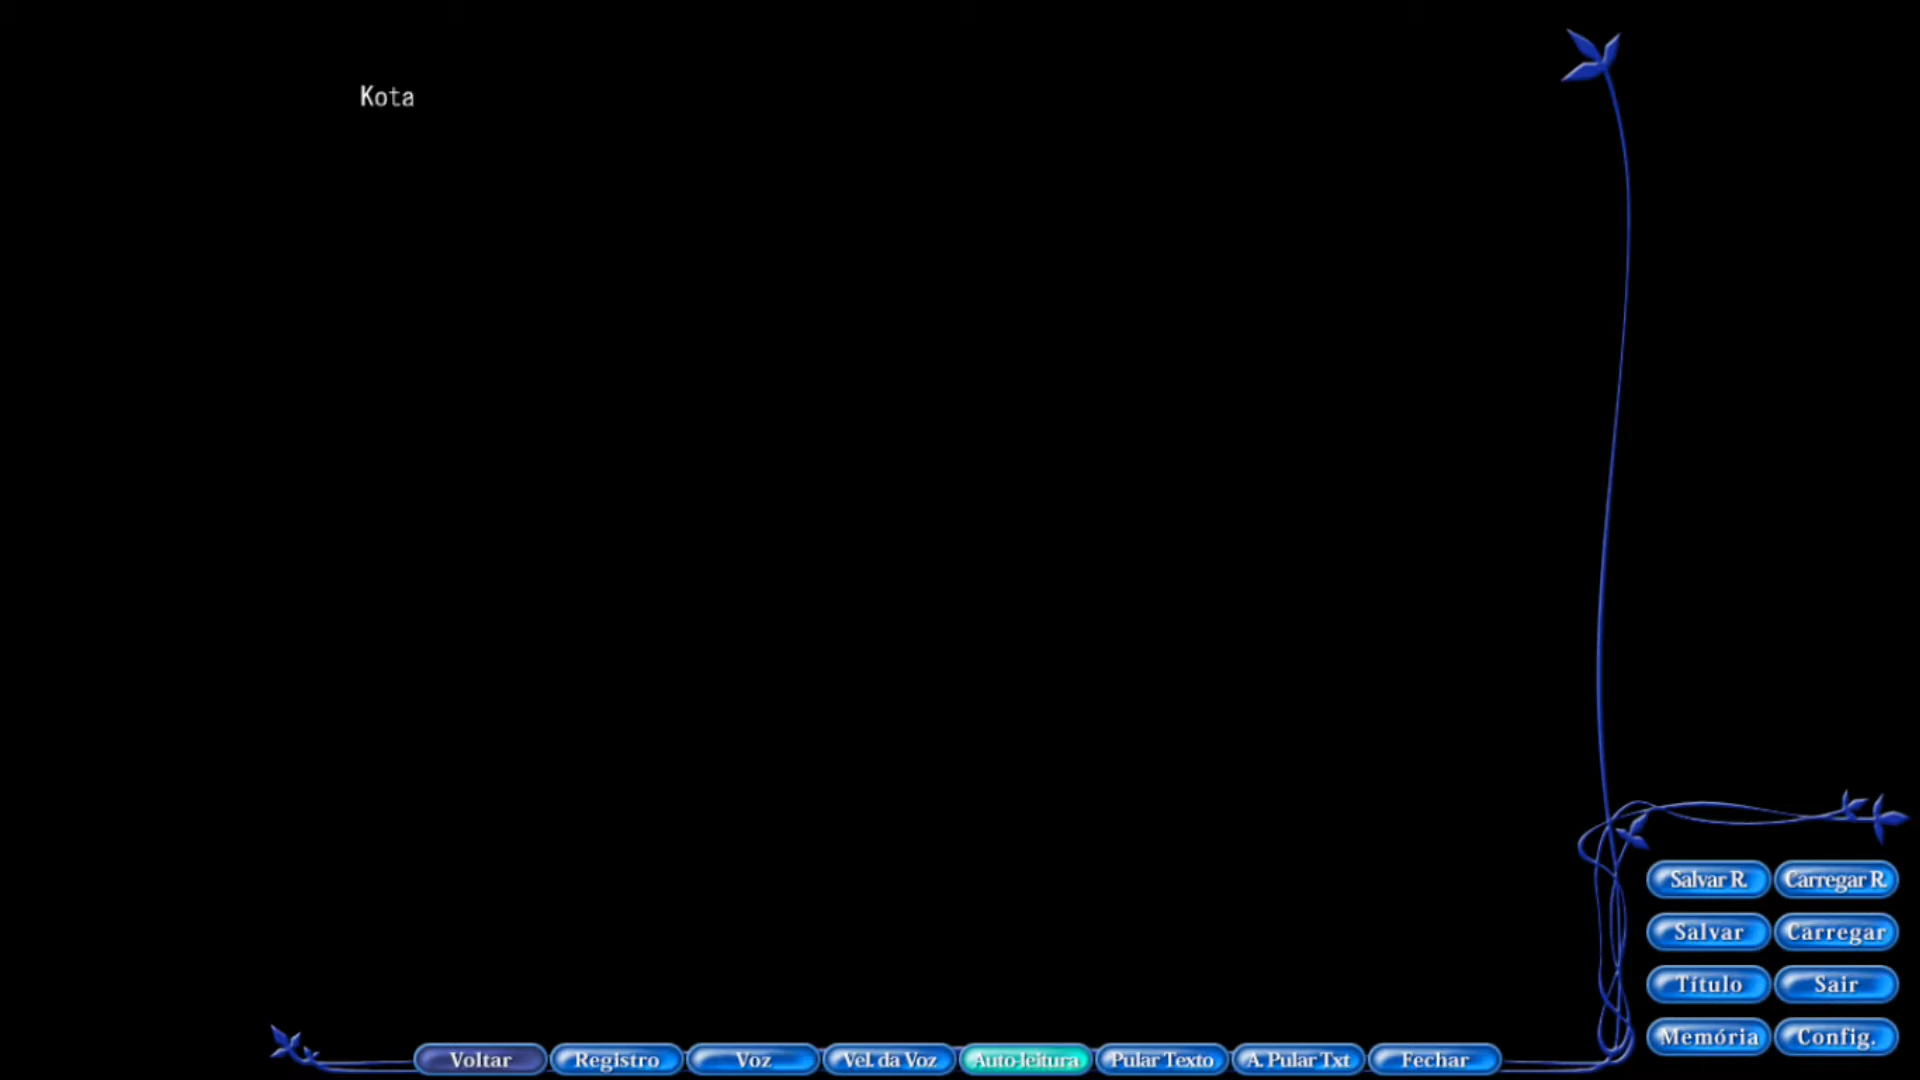 Kota
Salvar R. Carregar R.
Salvar Carregar
Título Sair
Memória Config.
Voltar Registro Voz Vel. da Voz Auto-leitura Pular Texto A. Pular Txt Fechar